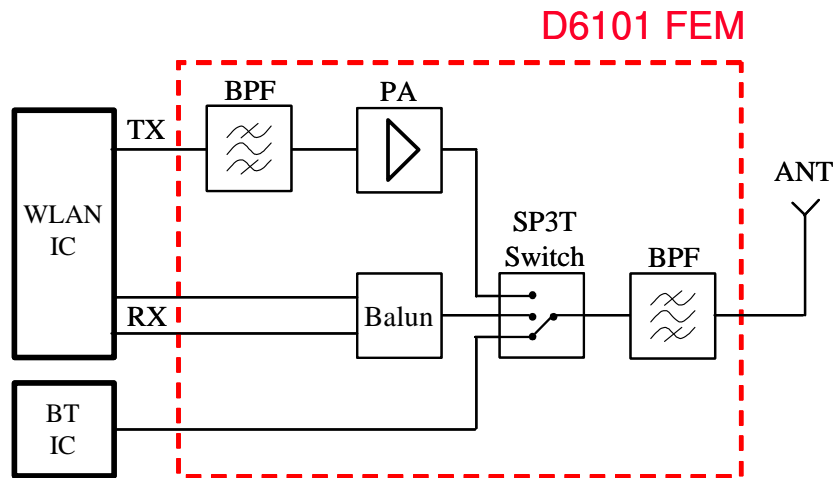 D6101 FEM
BPF
PA
TX
ANT
WLAN
IC
SP3T
Switch
BPF
RX
Balun
BT
IC